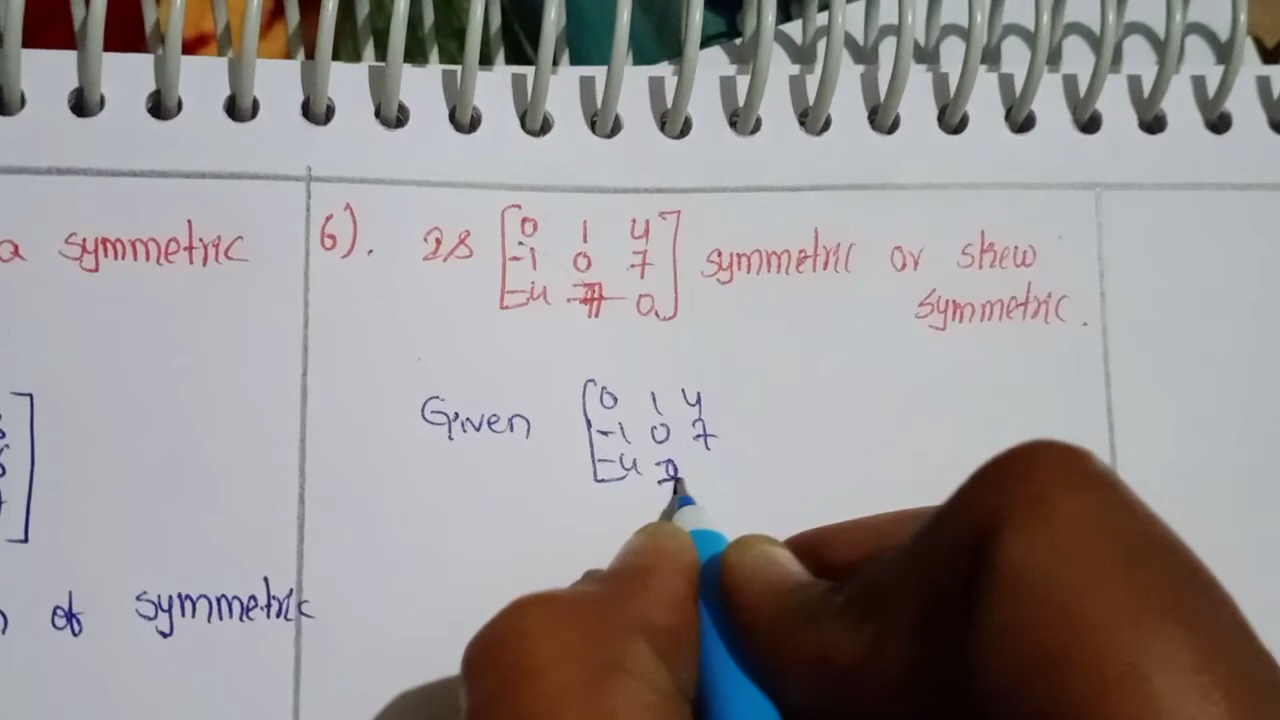 a symmetric
6). Is [0 1 4
-1 0 7
-4 0] symmetric or skew
symmetric.
Given [0 1 4
-1 0 7
-4
]
of symmetric